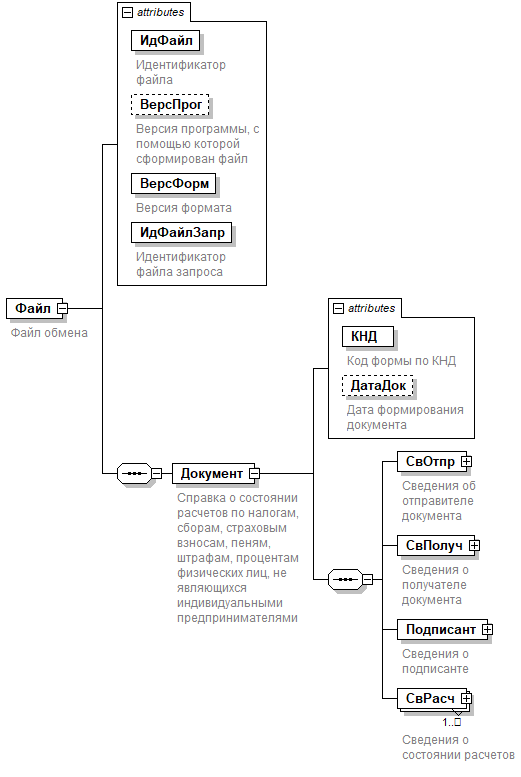 attributes
ИдФайл
Идентификатор
файла
ВерсПрог
Версия программы, с
помощью которой
сформирован файл
ВерсФорм
Версия формата
ИдФайлЗапр
Идентификатор
файла запроса
Файл
Файл обмена
attributes
КНД
Код формы по КНД
ДатаДок
Дата формирования
документа
Документ
Справка о состоянии
расчетов по налогам,
сборам, страховым
взносам, пеням,
штрафам, процентам
физических лиц, не
являющихся
индивидуальными
предпринимателями
СвОтпр
Сведения об
отправителе
документа
СвПолуч
Сведения о
получателе
документа
Подписант
Сведения о
подписанте
СвРасч
1..□
Сведения о
состоянии расчетов